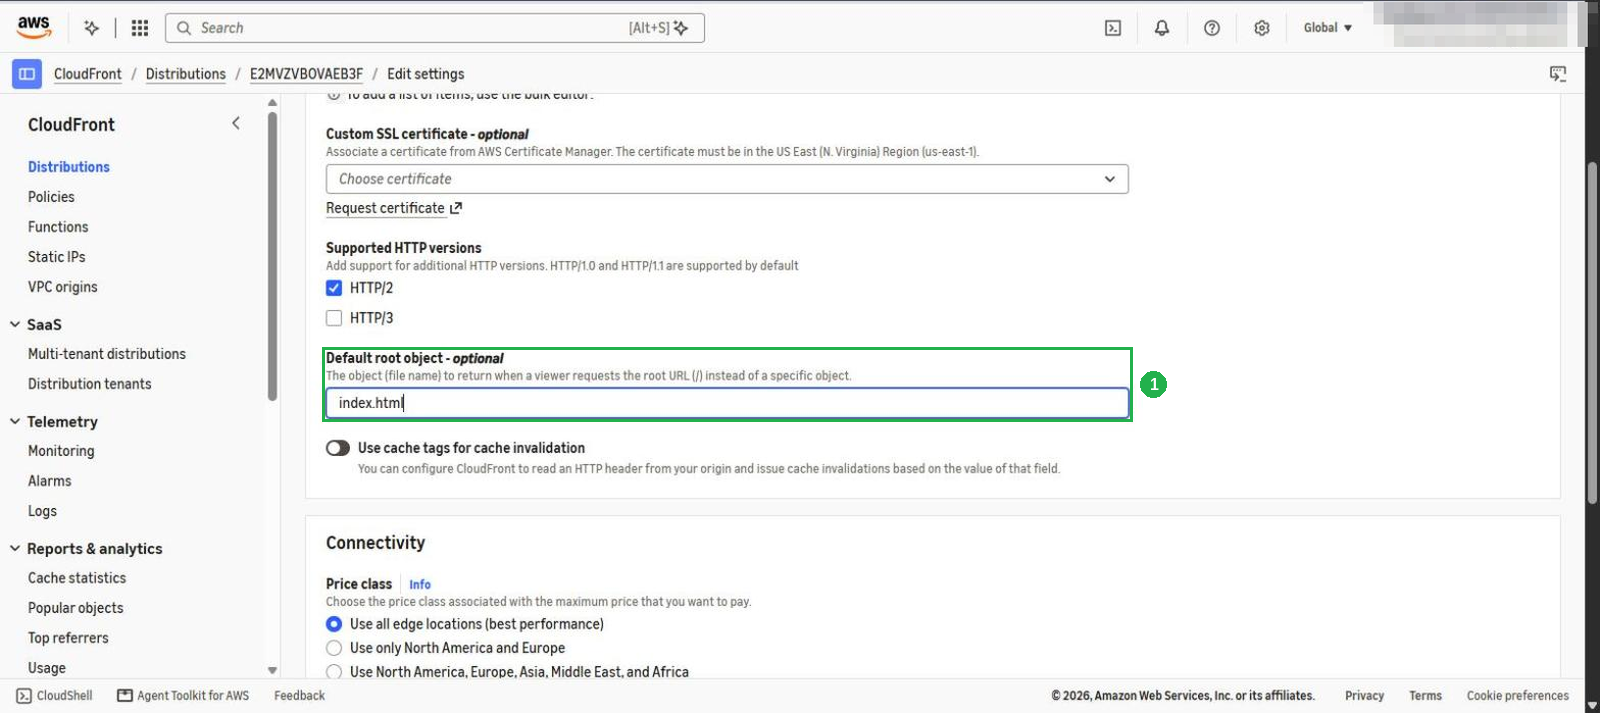 aws
Search
[Alt+S]
Global
CloudFront / Distributions / E2MVZVBOVAEB3F / Edit settings
CloudFront
Distributions
Policies
Functions
Static IPs
VPC origins
SaaS
Multi-tenant distributions
Distribution tenants
Telemetry
Monitoring
Alarms
Logs
Reports & analytics
Cache statistics
Popular objects
Top referrers
Usage
To add a list of items, use the bulk editor.
Custom SSL certificate - optional
Associate a certificate from AWS Certificate Manager. The certificate must be in the US East (N. Virginia) Region (us-east-1).
Choose certificate
Request certificate
Supported HTTP versions
Add support for additional HTTP versions. HTTP/1.0 and HTTP/1.1 are supported by default
HTTP/2
HTTP/3
Default root object - optional
The object (file name) to return when a viewer requests the root URL (/) instead of a specific object.
index.html
1
Use cache tags for cache invalidation
You can configure CloudFront to read an HTTP header from your origin and issue cache invalidations based on the value of that field.
Connectivity
Price class
Info
Choose the price class associated with the maximum price that you want to pay.
Use all edge locations (best performance)
Use only North America and Europe
Use North America, Europe, Asia, Middle East, and Africa
CloudShell
Agent Toolkit for AWS
Feedback
© 2026, Amazon Web Services, Inc. or its affiliates.
Privacy
Terms
Cookie preferences